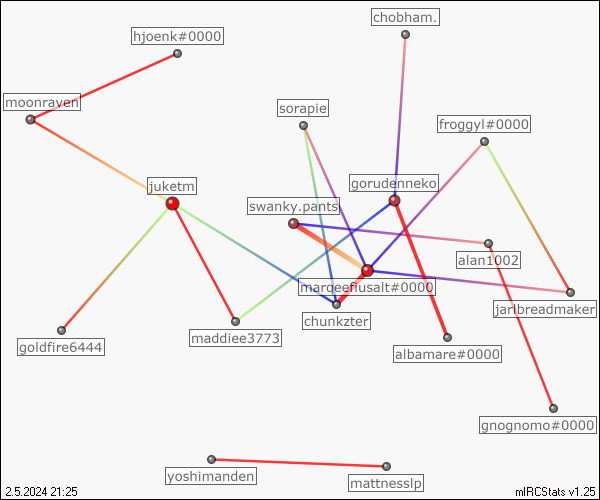 chobham.
hjoenk#0000
moonraven
sorapie
froggyl#0000
juketm
gorudenneko
swanky.pants
alan1002
marqeefiusalt#0000
jarlbreadmaker
chunkzter
maddiee3773
goldfire6444
albamare#0000
gnognomo#0000
yoshimanden
mattnesslp
2.5.2024 21:25
mIRCStats v1.25